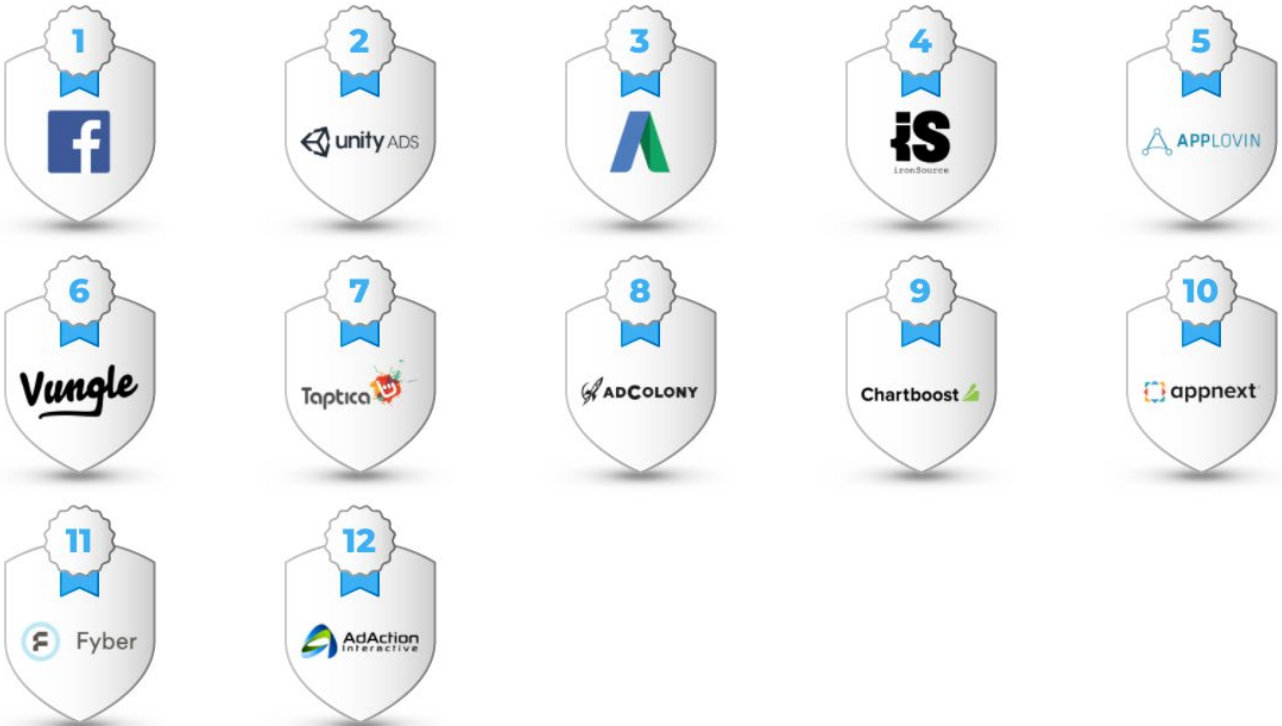 1
2
3
4
5
f
unity ADS
iS
ironSource
APPLOVIN
6
7
8
9
10
Vungle
Taptica
ADCOLONY
Chartboost
appnext
11
12
F Fyber
AdAction
Interactive